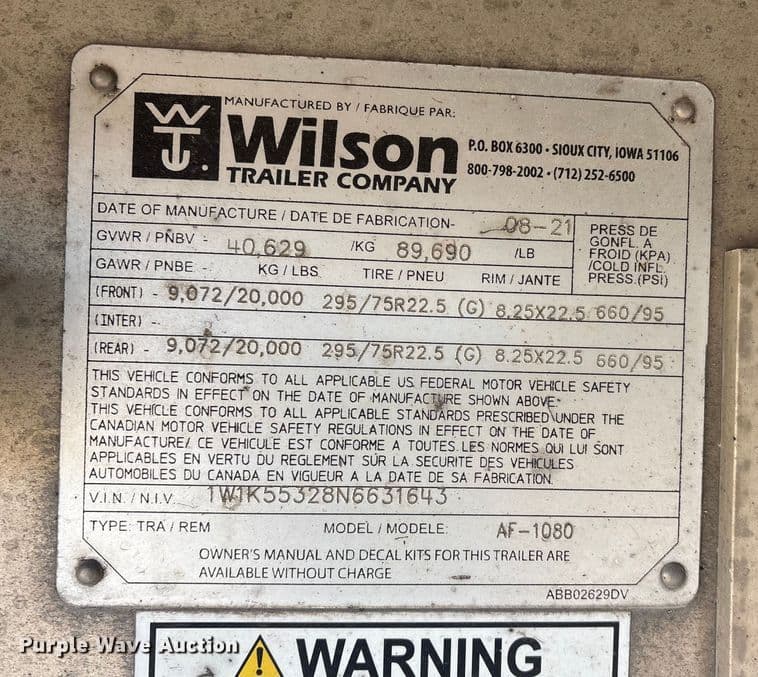 MANUFACTURED BY / FABRIQUE PAR:
Wilson
TRAILER COMPANY
P.O. BOX 6300 • SIOUX CITY, IOWA 51106
800-798-2002 • (712) 252-6500
DATE OF MANUFACTURE / DATE DE FABRICATION- 08-21
GVWR / PNBV - 40,629 /KG 89,690 /LB
PRESS DE
GONFL. A
FROID (KPA)
/COLD INFL.
PRESS.(PSI)
GAWR / PNBE - KG / LBS TIRE / PNEU RIM / JANTE
(FRONT) - 9,072/20,000 295/75R22.5 (G) 8.25X22.5 660/95
(INTER) -
(REAR) - 9,072/20,000 295/75R22.5 (G) 8.25X22.5 660/95
THIS VEHICLE CONFORMS TO ALL APPLICABLE U.S. FEDERAL MOTOR VEHICLE SAFETY
STANDARDS IN EFFECT ON THE DATE OF MANUFACTURE SHOWN ABOVE.
THIS VEHICLE CONFORMS TO ALL APPLICABLE STANDARDS PRESCRIBED UNDER THE
CANADIAN MOTOR VEHICLE SAFETY REGULATIONS IN EFFECT ON THE DATE OF
MANUFACTURE/ CE VEHICULE EST CONFORME A TOUTES LES NORMES QUI LUI SONT
APPLICABLES EN VERTU DU REGLEMENT SUR LA SECURITE DES VEHICULES
AUTOMOBILES DU CANADA EN VIGUEUR A LA DATE DE SA FABRICATION.
V.I.N. / N.I.V. 1W1K55328N6631643
TYPE: TRA / REM MODEL / MODELE: AF-1080
OWNER'S MANUAL AND DECAL KITS FOR THIS TRAILER ARE
AVAILABLE WITHOUT CHARGE
ABB02629DV
Purple Wave Auction
WARNING